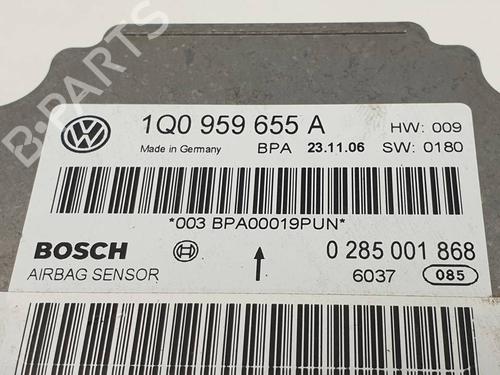 B-PARTS
1Q0 959 655 A HW: 009
Made in Germany BPA 23.11.06 SW: 0180
*003 BPA00019PUN*
BOSCH 0 285 001 868
AIRBAG SENSOR 6037 085